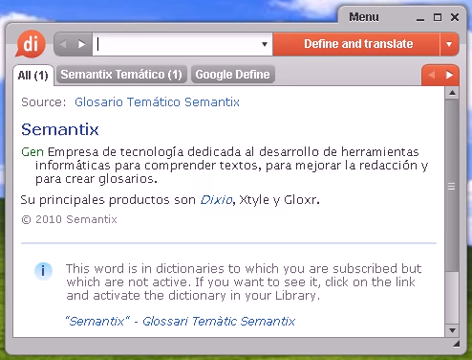 Menu
di
Define and translate
All (1)
Semantix Temático (1)
Google Define
Source: Glosario Temático Semantix
Semantix
Gen Empresa de tecnología dedicada al desarrollo de herramientas
informáticas para comprender textos, para mejorar la redacción y
para crear glosarios.
Su principales productos son Dixio, Xtyle y Gloxr.
© 2010 Semantix
i
This word is in dictionaries to which you are subscribed but
which are not active. If you want to see it, click on the link
and activate the dictionary in your Library.
"Semantix" - Glossari Temàtic Semantix